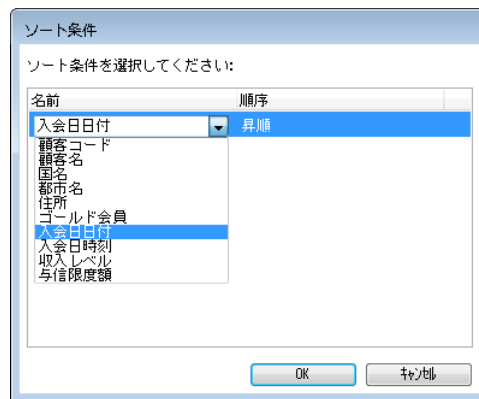 ソート条件
ソート条件を選択してください:
名前 順序
入会日日付 昇順
顧客コード
顧客名
国名
都市名
住所
ゴールド会員
入会日日付
入会日時刻
収入レベル
与信限度額
OK キャンセル